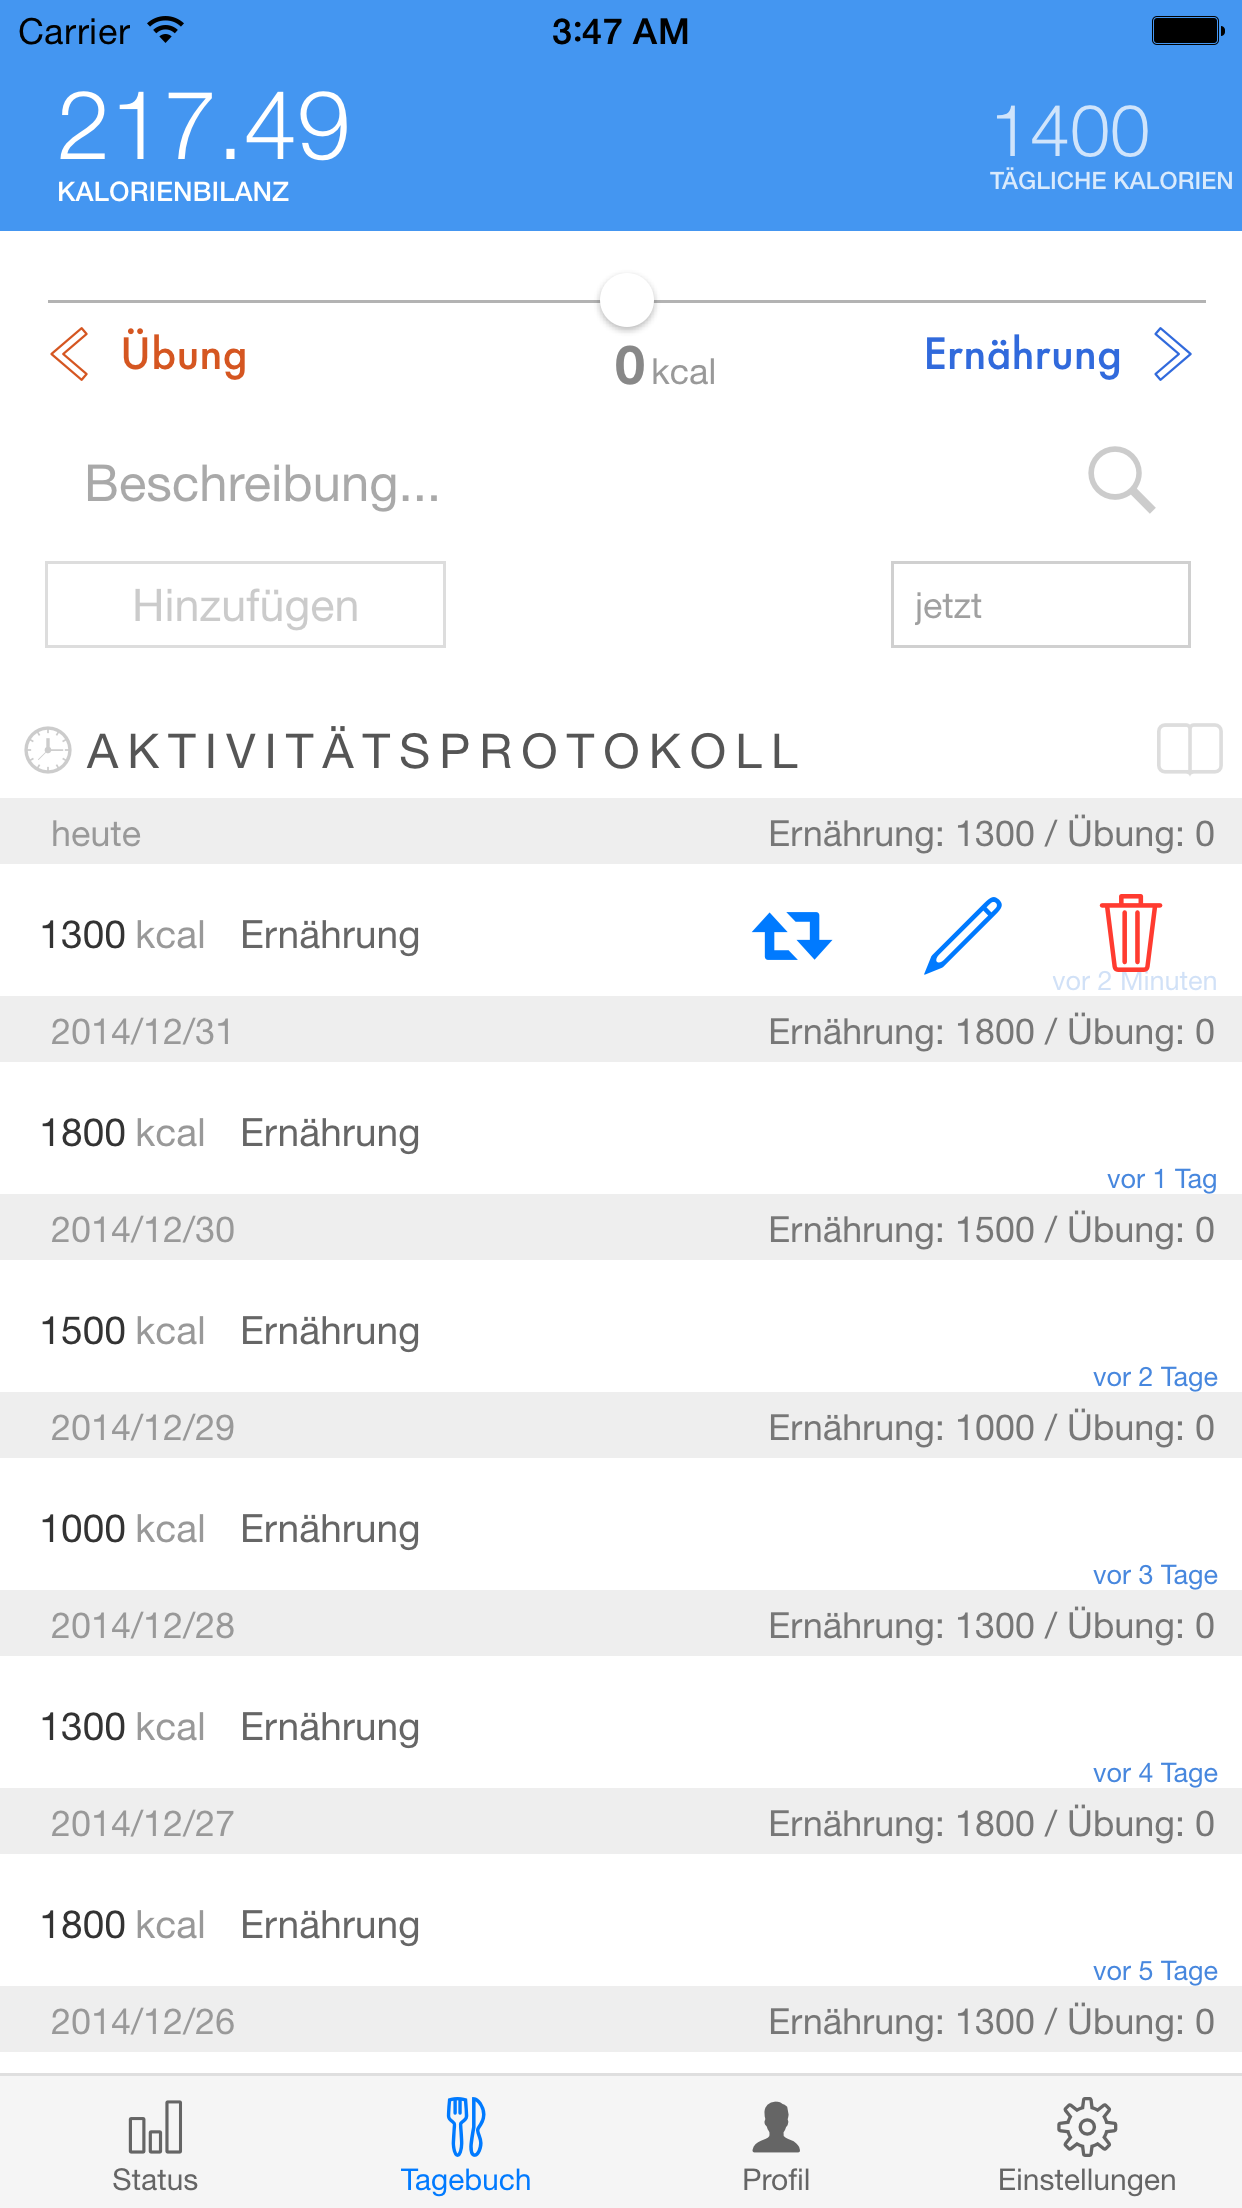 Carrier 3:47 AM
217.49 1400
KALORIENBILANZ TÄGLICHE KALORIEN
Übung 0 kcal Ernährung
Beschreibung...
Hinzufügen jetzt
AKTIVITÄTSPROTOKOLL
heute Ernährung: 1300 / Übung: 0
1300 kcal Ernährung
vor 2 Minuten
2014/12/31 Ernährung: 1800 / Übung: 0
1800 kcal Ernährung
vor 1 Tag
2014/12/30 Ernährung: 1500 / Übung: 0
1500 kcal Ernährung
vor 2 Tage
2014/12/29 Ernährung: 1000 / Übung: 0
1000 kcal Ernährung
vor 3 Tage
2014/12/28 Ernährung: 1300 / Übung: 0
1300 kcal Ernährung
vor 4 Tage
2014/12/27 Ernährung: 1800 / Übung: 0
1800 kcal Ernährung
vor 5 Tage
2014/12/26 Ernährung: 1300 / Übung: 0
Status Tagebuch Profil Einstellungen